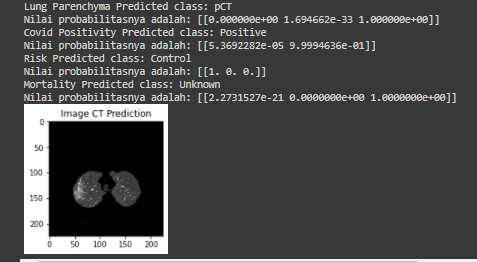 Lung Parenchyma Predicted class: pCT
Nilai probabilitasnya adalah: [[0.000000e+00 1.694662e-33 1.000000e+00]]
Covid Positivity Predicted class: Positive
Nilai probabilitasnya adalah: [[5.3692282e-05 9.9994636e-01]]
Risk Predicted class: Control
Nilai probabilitasnya adalah: [[1. 0. 0.]]
Mortality Predicted class: Unknown
Nilai probabilitasnya adalah: [[2.2731527e-21 0.0000000e+00 1.0000000e+00]]
Image CT Prediction
0
50
100
150
200
0 50 100 150 200